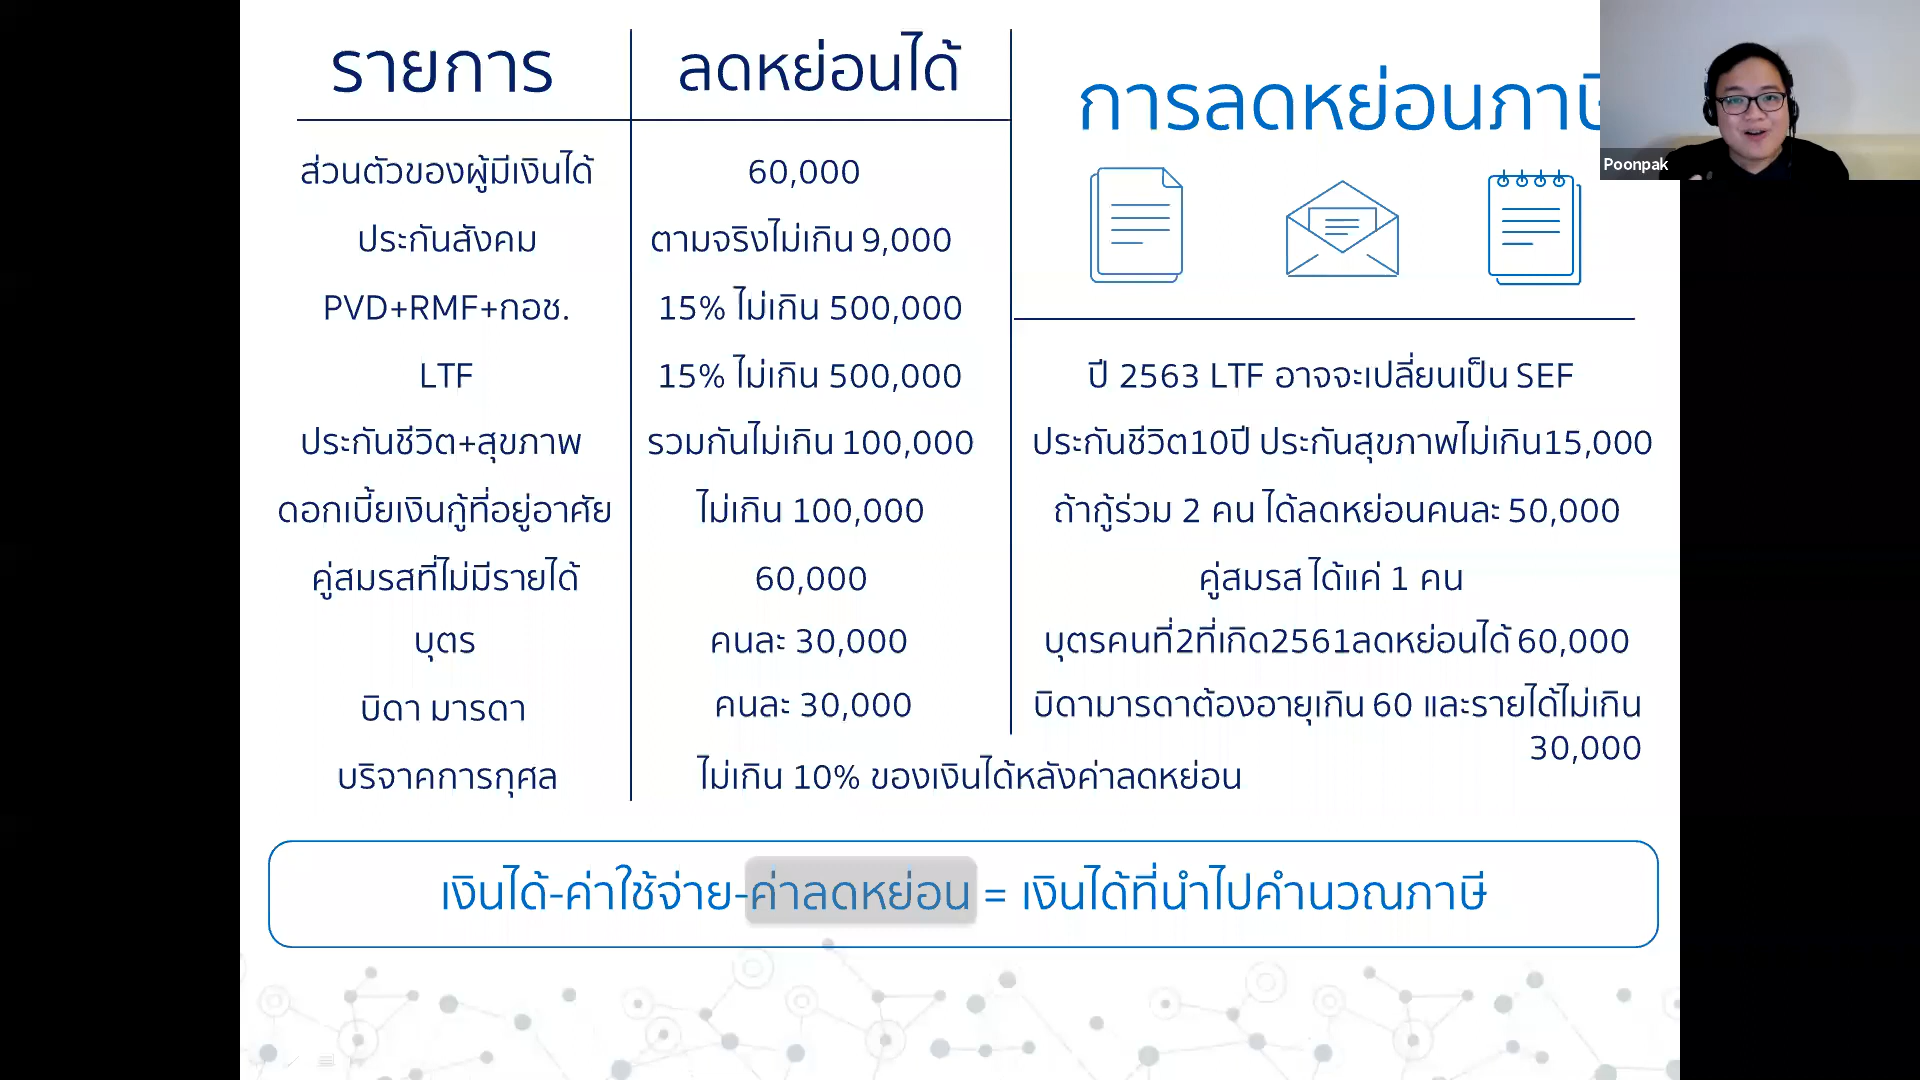 รายการ
ลดหย่อนได้
การลดหย่อนภาษี
Poonpak
ส่วนตัวของผู้มีเงินได้
60,000
ประกันสังคม
ตามจริงไม่เกิน 9,000
PVD+RMF+กอช.
15% ไม่เกิน 500,000
LTF
15% ไม่เกิน 500,000
ปี 2563 LTF อาจจะเปลี่ยนเป็น SEF
ประกันชีวิต+สุขภาพ
รวมกันไม่เกิน 100,000
ประกันชีวิต10ปี ประกันสุขภาพไม่เกิน15,000
ดอกเบี้ยเงินกู้ที่อยู่อาศัย
ไม่เกิน 100,000
ถ้ากู้ร่วม 2 คน ได้ลดหย่อนคนละ 50,000
คู่สมรสที่ไม่มีรายได้
60,000
คู่สมรส ได้แค่ 1 คน
บุตร
คนละ 30,000
บุตรคนที่2ที่เกิด2561ลดหย่อนได้ 60,000
บิดา มารดา
คนละ 30,000
บิดามารดาต้องอายุเกิน 60 และรายได้ไม่เกิน
30,000
บริจาคการกุศล
ไม่เกิน 10% ของเงินได้หลังค่าลดหย่อน
เงินได้-ค่าใช้จ่าย-ค่าลดหย่อน = เงินได้ที่นำไปคำนวณภาษี